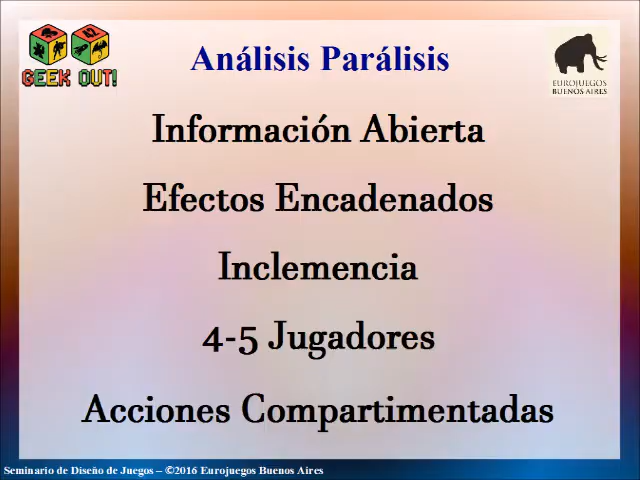 GEEK OUT!
Análisis Parálisis
EUROJUEGOS
BUENOS AIRES
Información Abierta
Efectos Encadenados
Inclemencia
4-5 Jugadores
Acciones Compartimentadas
Seminario de Diseño de Juegos – ©2016 Eurojuegos Buenos Aires